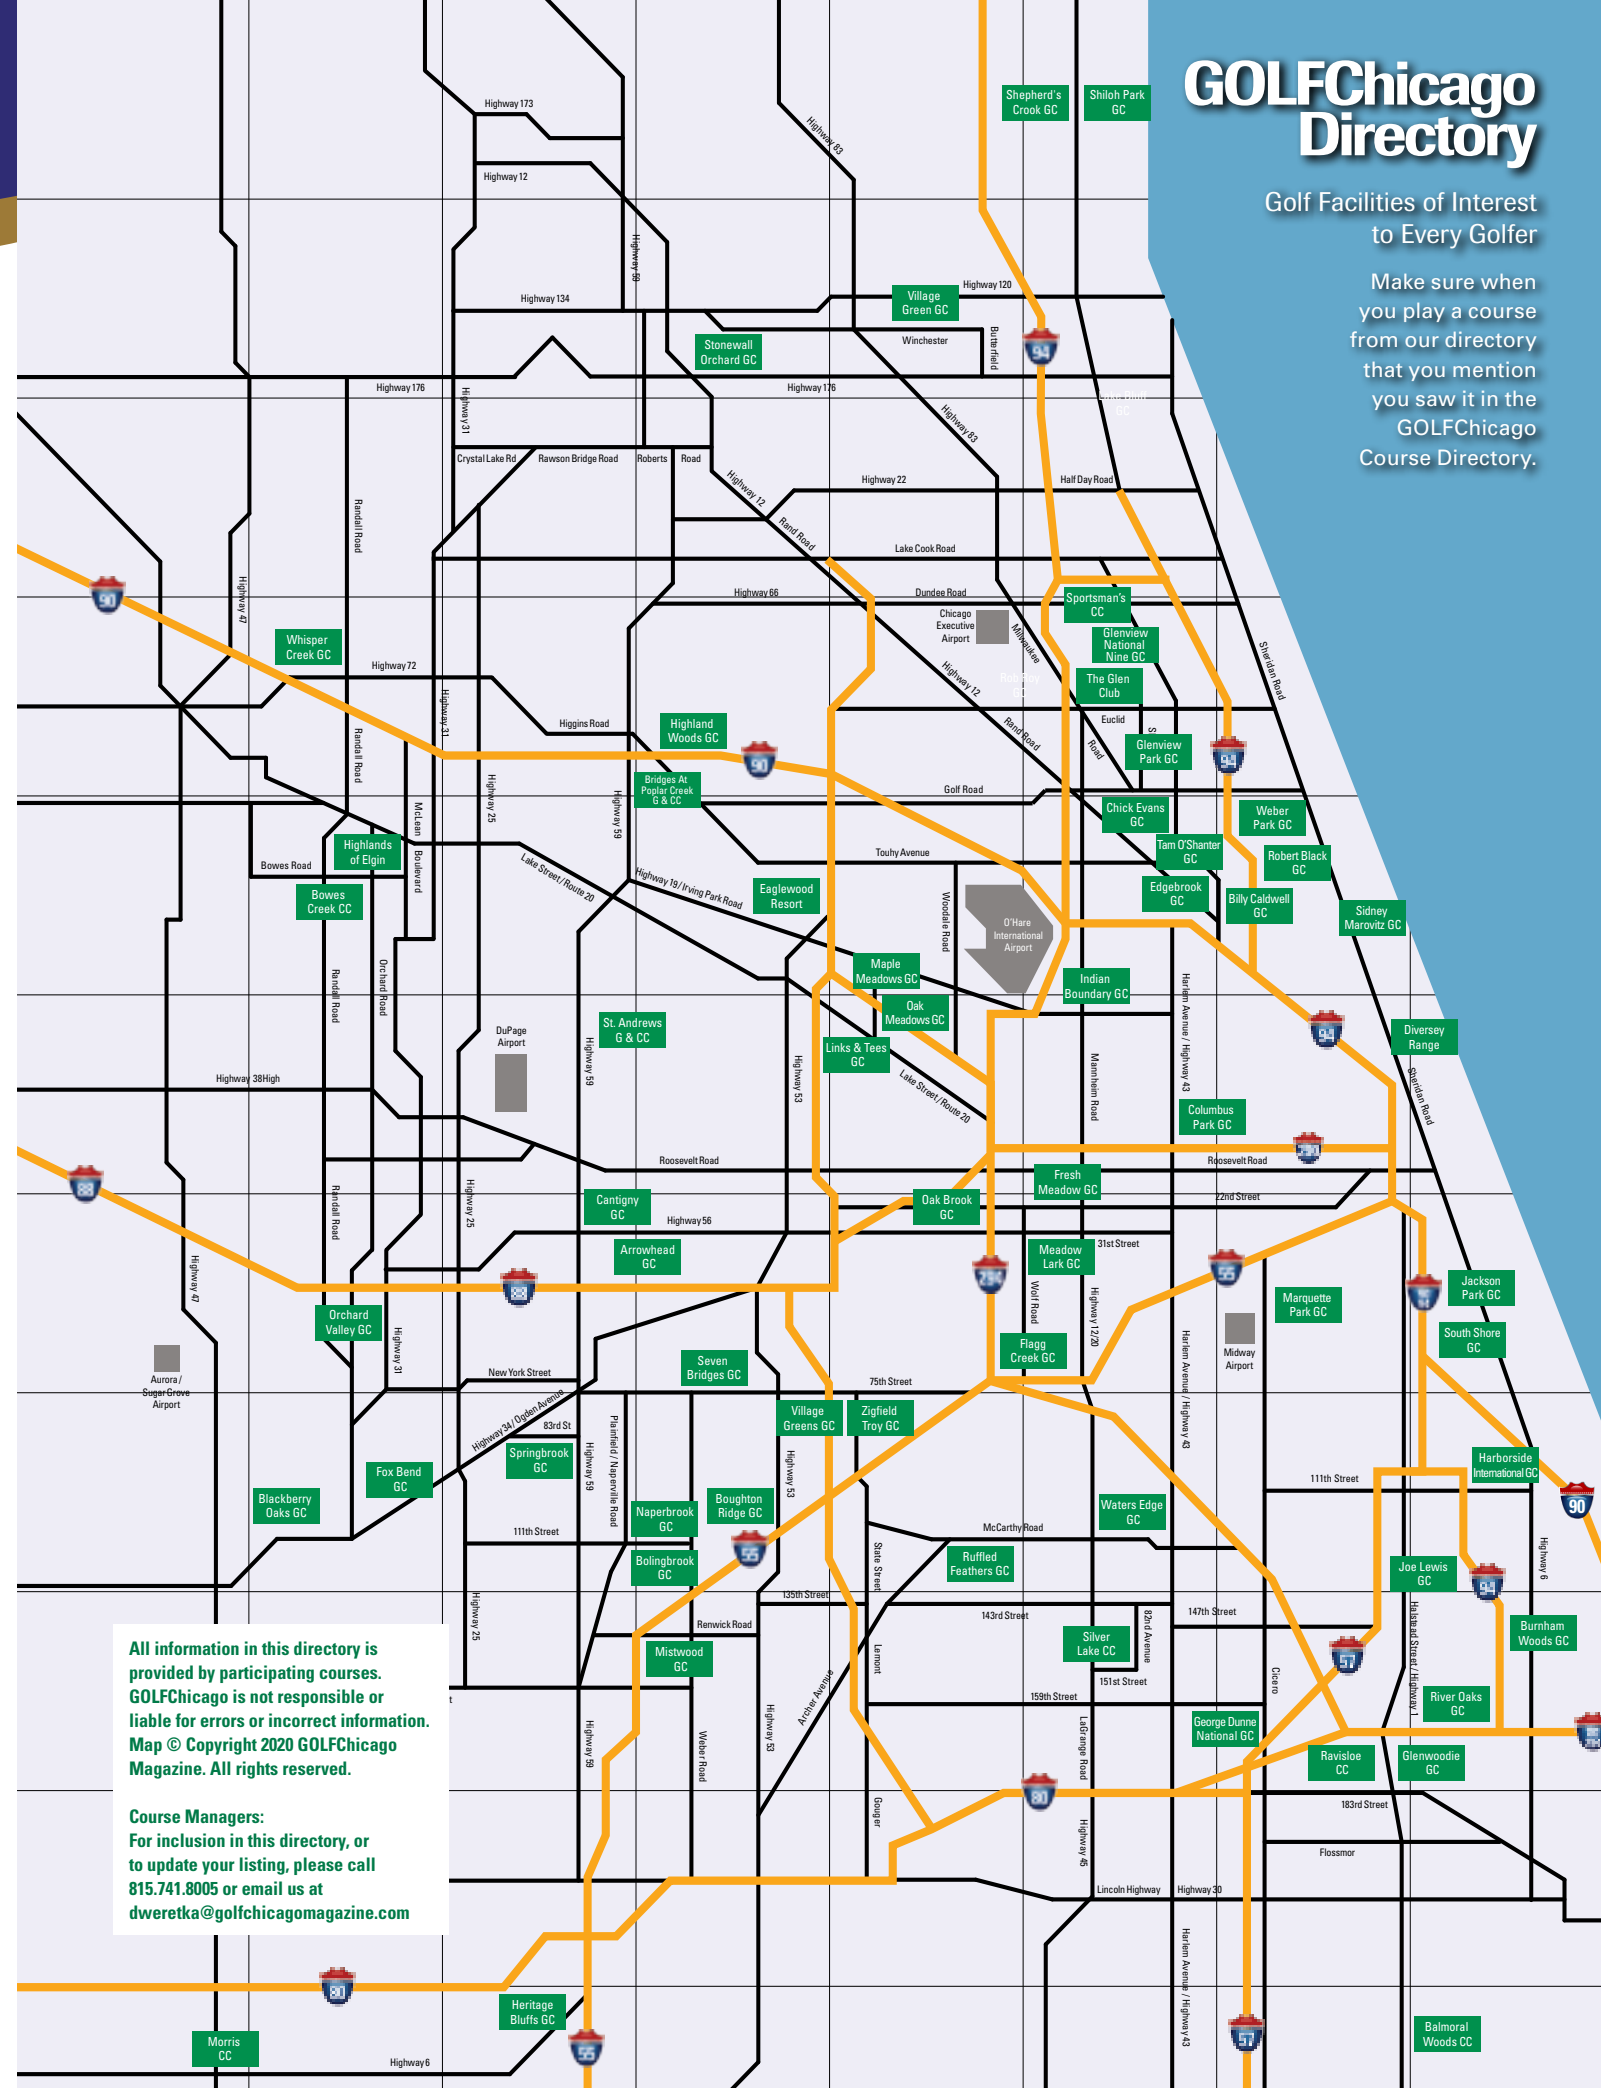 GOLFChicago
Directory
Golf Facilities of Interest
to Every Golfer
Make sure when
you play a course
from our directory
that you mention
you saw it in the
GOLFChicago
Course Directory.
Shepherd's
Crook GC
Shiloh Park
GC
Highway 173
Highway 83
Highway 12
Highway 59
Highway 134
Village
Green GC
Highway 120
Stonewall
Orchard GC
Winchester
Butterfield
94
Highway 176
Highway 31
Highway 176
GC
Highway 83
Crystal Lake Rd
Rawson Bridge Road
Roberts
Road
Highway 12
Highway 22
Half Day Road
Randall Road
Rand Road
Lake Cook Road
90
Highway 47
Highway 66
Dundee Road
Sportsman's
CC
Chicago
Executive
Airport
Milwaukee
Glenview
National
Nine GC
Whisper
Creek GC
Highway 72
Highway 12
Rob Roy
GC
The Glen
Club
Sheridan Road
Highway 31
Higgins Road
Highland
Woods GC
Rand Road
Euclid
Road
S
Glenview
Park GC
94
Randall Road
90
Bridges At
Poplar Creek
G & CC
Golf Road
Highway 25
Highway 59
McLean
Boulevard
Chick Evans
GC
Weber
Park GC
Highlands
of Elgin
Bowes Road
Bowes
Creek CC
Lake Street / Route 20
Highway 19 / Irving Park Road
Touhy Avenue
Tam O'Shanter
GC
Robert Black
GC
Eaglewood
Resort
Woodale Road
O'Hare
International
Airport
Edgebrook
GC
Billy Caldwell
GC
Sidney
Marovitz GC
Randall Road
Orchard Road
Maple
Meadows GC
Indian
Boundary GC
Harlem Avenue / Highway 43
Oak
Meadows GC
DuPage
Airport
St. Andrews
G & CC
Highway 59
Links & Tees
GC
Highway 53
Mannheim Road
94
Diversey
Range
Highway 38High
Lake Street / Route 20
Sheridan Road
Columbus
Park GC
290
Roosevelt Road
Roosevelt Road
88
Randall Road
Highway 25
Cantigny
GC
Fresh
Meadow GC
Oak Brook
GC
22nd Street
Highway 56
Arrowhead
GC
Meadow
Lark GC
31st Street
55
Highway 47
88
294
Wolf Road
Highway 12/20
Marquette
Park GC
Jackson
Park GC
Orchard
Valley GC
Highway 31
Flagg
Creek GC
Harlem Avenue / Highway 43
Midway
Airport
South Shore
GC
Aurora /
Sugar Grove
Airport
New York Street
Seven
Bridges GC
75th Street
Highway 34 / Ogden Avenue
83rd St
Plainfield / Naperville Road
Village
Greens GC
Zigfield
Troy GC
Springbrook
GC
Highway 59
Highway 53
Fox Bend
GC
Blackberry
Oaks GC
Naperbrook
GC
Boughton
Ridge GC
Harborside
International GC
111th Street
90
111th Street
Waters Edge
GC
McCarthy Road
55
Bolingbrook
GC
State Street
Ruffled
Feathers GC
Joe Lewis
GC
94
Highway 6
Highway 25
135th Street
143rd Street
82nd Avenue
147th Street
Halstead Street / Highway 1
Burnham
Woods GC
Renwick Road
Lemont
Mistwood
GC
Silver
Lake CC
57
151st Street
Cicero
Archer Avenue
159th Street
River Oaks
GC
t
Highway 59
Weber Road
Highway 53
LaGrange Road
George Dunne
National GC
Ravisloe
CC
Glenwoodie
GC
80
183rd Street
Gouger
Highway 45
Flossmor
Lincoln Highway
Highway 30
All information in this directory is
provided by participating courses.
GOLFChicago is not responsible or
liable for errors or incorrect information.
Map © Copyright 2020 GOLFChicago
Magazine. All rights reserved.
Course Managers:
For inclusion in this directory, or
to update your listing, please call
815.741.8005 or email us at
dweretka@golfchicagomagazine.com
80
Heritage
Bluffs GC
55
Harlem Avenue / Highway 43
57
Balmoral
Woods CC
Morris
CC
Highway 6